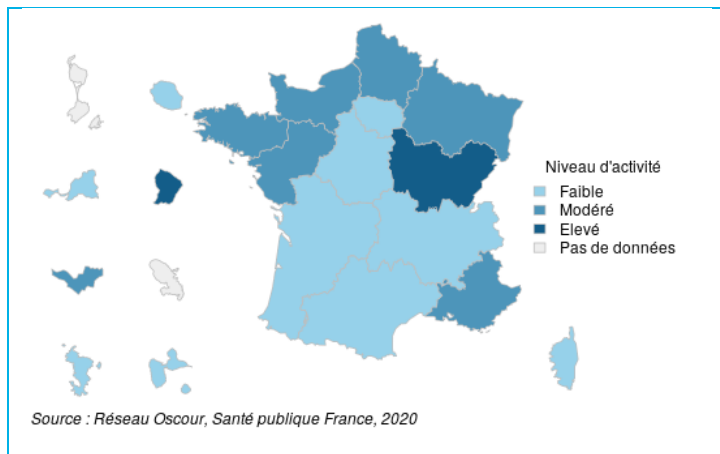 Niveau d'activité
Faible
Modéré
Elevé
Pas de données
Source : Réseau Oscour, Santé publique France, 2020